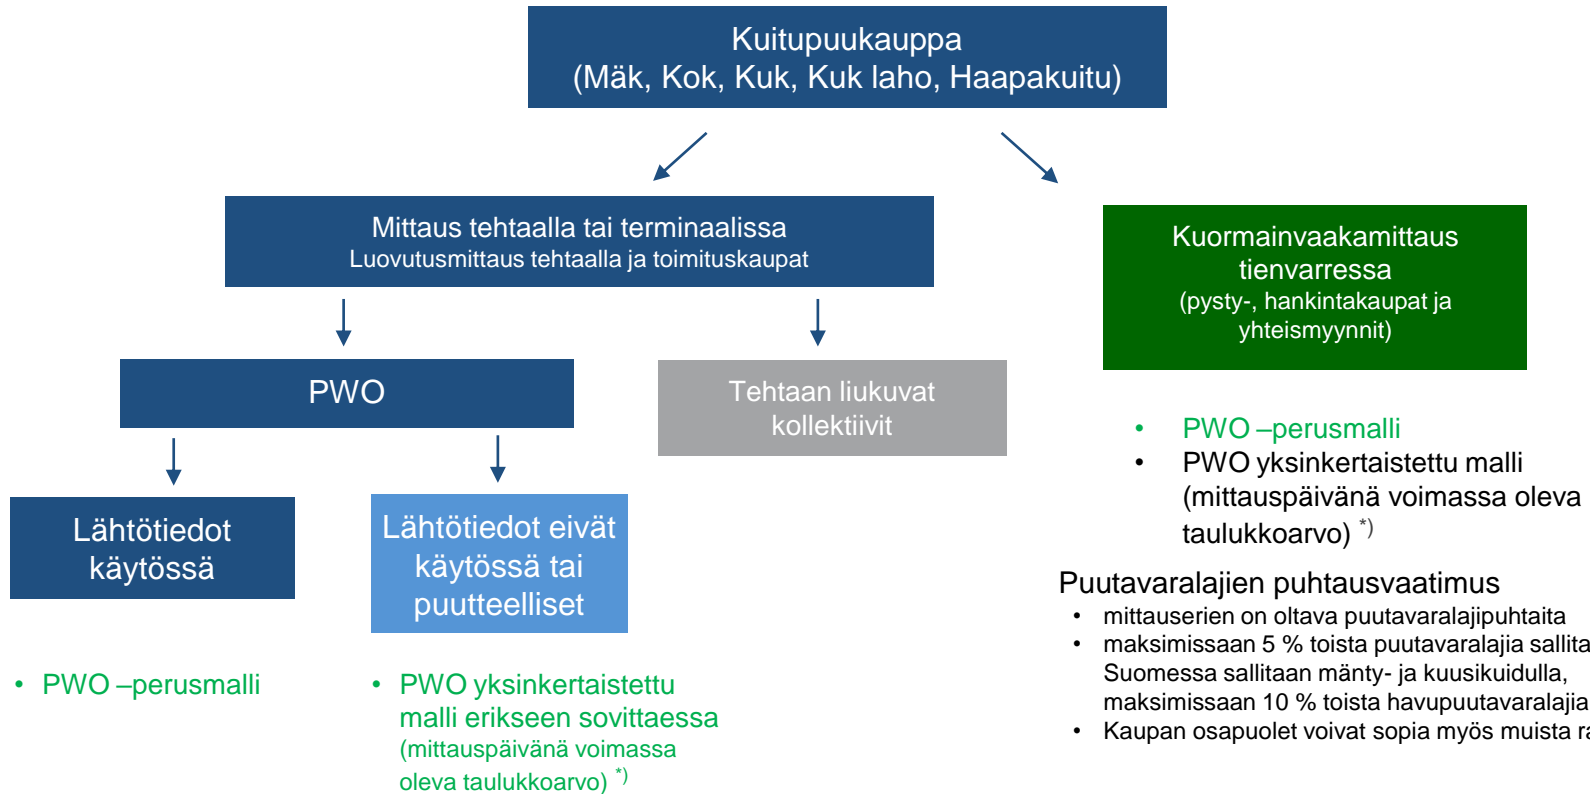 Kuitupuukauppa
(Mäk, Kok, Kuk, Kuk laho, Haapakuitu)
Mittaus tehtaalla tai terminaalissa
Luovutusmittaus tehtaalla ja toimituskaupat
Kuormainvaakamittaus
tienvarressa
(pysty-, hankintakaupat ja
yhteismyynnit)
PWO
Tehtaan liukuvat
kollektiivit
Lähtötiedot
käytössä
Lähtötiedot eivät
käytössä tai
puutteelliset
• PWO –perusmalli
• PWO yksinkertaistettu
malli erikseen sovittaessa
(mittauspäivänä voimassa
oleva taulukkoarvo) *)
• PWO –perusmalli
• PWO yksinkertaistettu malli
(mittauspäivänä voimassa oleva
taulukkoarvo) *)
Puutavaralajien puhtausvaatimus
• mittauserien on oltava puutavaralajipuhtaita
• maksimissaan 5 % toista puutavaralajia
Suomessa sallitaan mänty- ja kuusikuidulla,
maksimissaan 10 % toista havupuutavaralajia
• Kaupan osapuolet voivat sopia myös muista